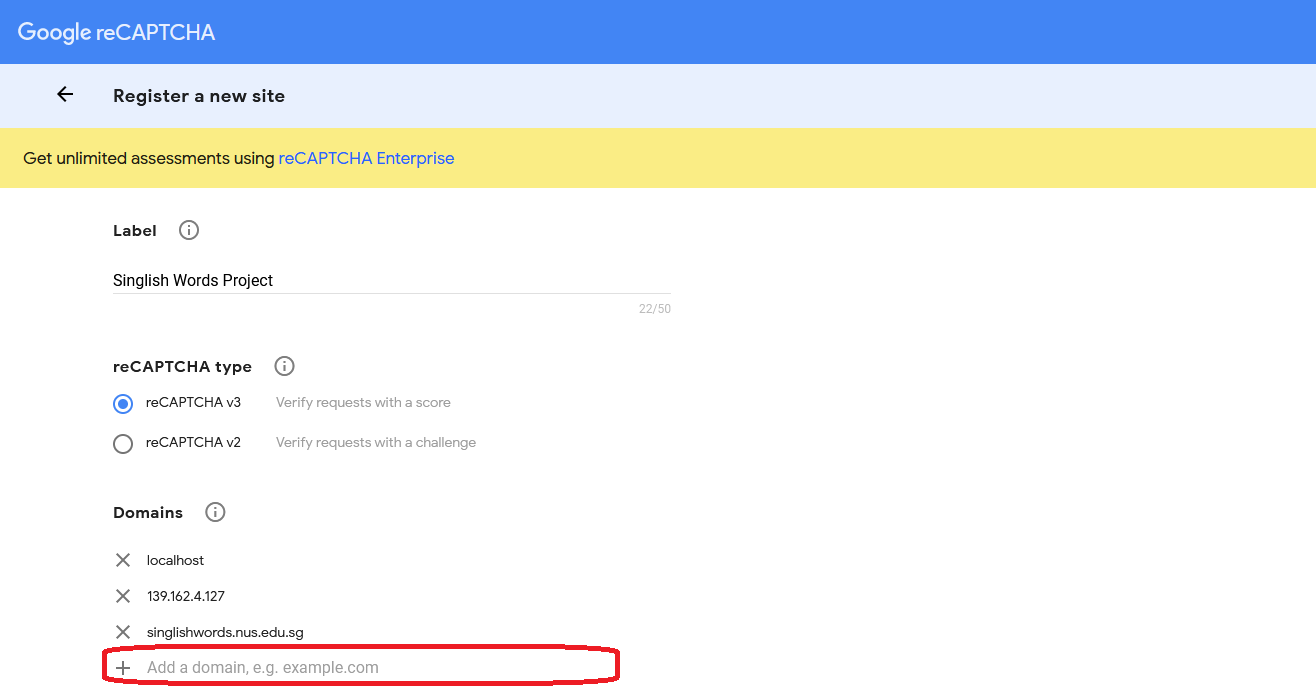 Google reCAPTCHA
Register a new site
Get unlimited assessments using reCAPTCHA Enterprise
Label
Singlish Words Project
22/50
reCAPTCHA type
reCAPTCHA v3 Verify requests with a score
reCAPTCHA v2 Verify requests with a challenge
Domains
localhost
139.162.4.127
singlishwords.nus.edu.sg
Add a domain, e.g. example.com